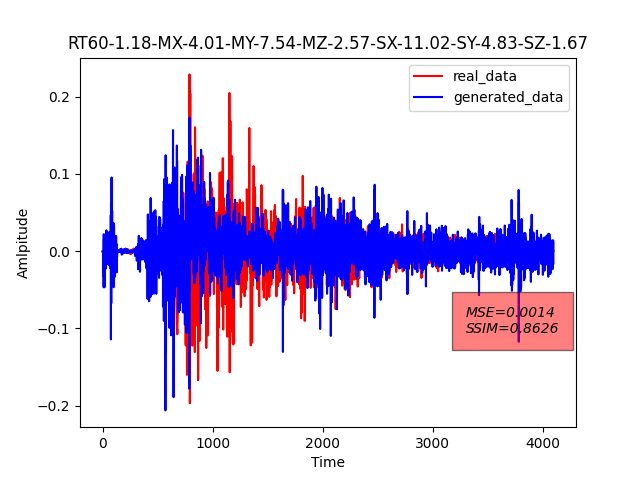 RT60-1.18-MX-4.01-MY-7.54-MZ-2.57-SX-11.02-SY-4.83-SZ-1.67
real_data
generated_data
0.2
0.1
0.0
−0.1
−0.2
Amlpitude
MSE=0.0014
SSIM=0.8626
0
1000
2000
3000
4000
Time